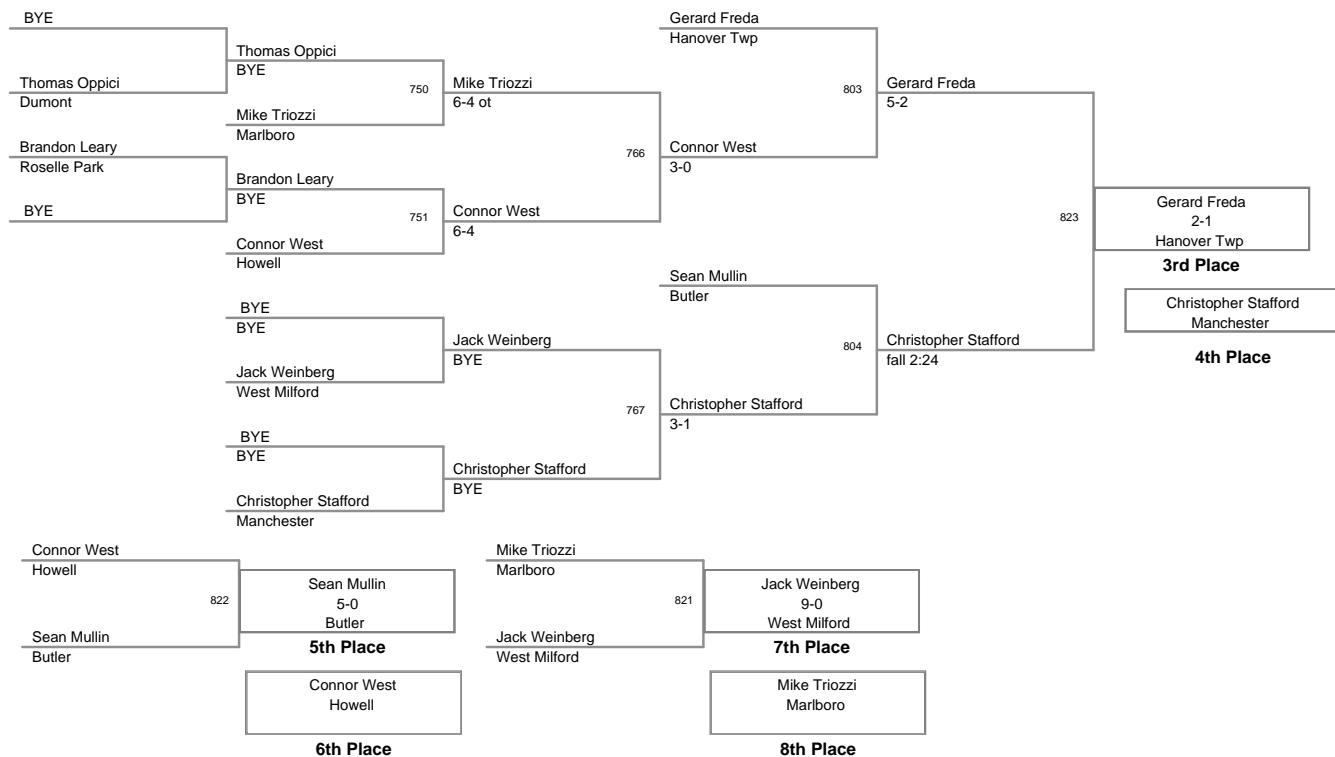 BYE
Thomas Oppici
Dumont
Brandon Leary
Roselle Park
BYE
Thomas Oppici
BYE
750
Mike Triozzi
Marlboro
Brandon Leary
BYE
751
Connor West
Howell
BYE
BYE
Jack Weinberg
West Milford
BYE
BYE
Christopher Stafford
Manchester
Mike Triozzi
6-4 ot
766
Connor West
6-4
Jack Weinberg
BYE
767
Christopher Stafford
BYE
Gerard Freda
Hanover Twp
803
Connor West
3-0
Sean Mullin
Butler
804
Christopher Stafford
3-1
Gerard Freda
5-2
823
Christopher Stafford
fall 2:24
Gerard Freda
2-1
Hanover Twp
3rd Place
Christopher Stafford
Manchester
4th Place
Connor West
Howell
822
Sean Mullin
Butler
Sean Mullin
5-0
Butler
5th Place
Connor West
Howell
6th Place
Mike Triozzi
Marlboro
821
Jack Weinberg
West Milford
Jack Weinberg
9-0
West Milford
7th Place
Mike Triozzi
Marlboro
8th Place